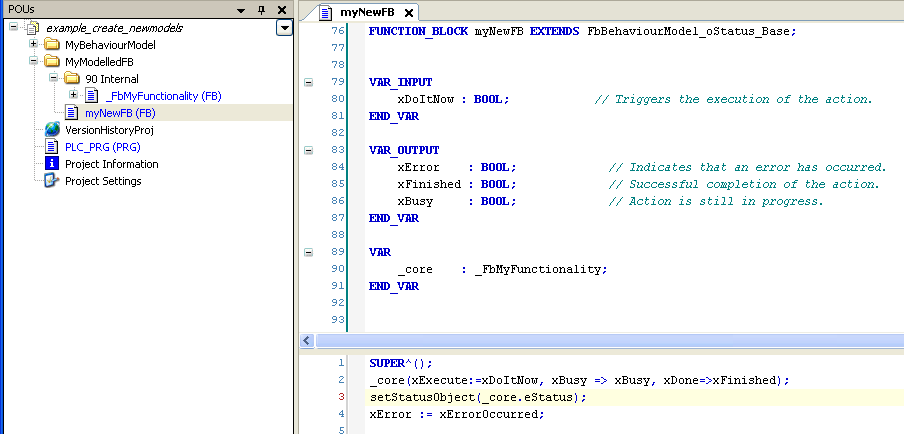 POUs
example_create_newmodels
MyBehaviourModel
MyModelledFB
90 Internal
_FbMyFunctionality (FB)
myNewFB (FB)
VersionHistoryProj
PLC_PRG (PRG)
Project Information
Project Settings
myNewFB
76 FUNCTION_BLOCK myNewFB EXTENDS FbBehaviourModel_oStatus_Base;
77
78
79 VAR_INPUT
80 xDoItNow : BOOL; // Triggers the execution of the action.
81 END_VAR
82
83 VAR_OUTPUT
84 xError : BOOL; // Indicates that an error has occurred.
85 xFinished : BOOL; // Successful completion of the action.
86 xBusy : BOOL; // Action is still in progress.
87 END_VAR
88
89 VAR
90 _core : _FbMyFunctionality;
91 END_VAR
92
93
1 SUPER^();
2 _core(xExecute:=xDoItNow, xBusy => xBusy, xDone=>xFinished);
3 setStatusObject(_core.eStatus);
4 xError := xErrorOccurred;
5